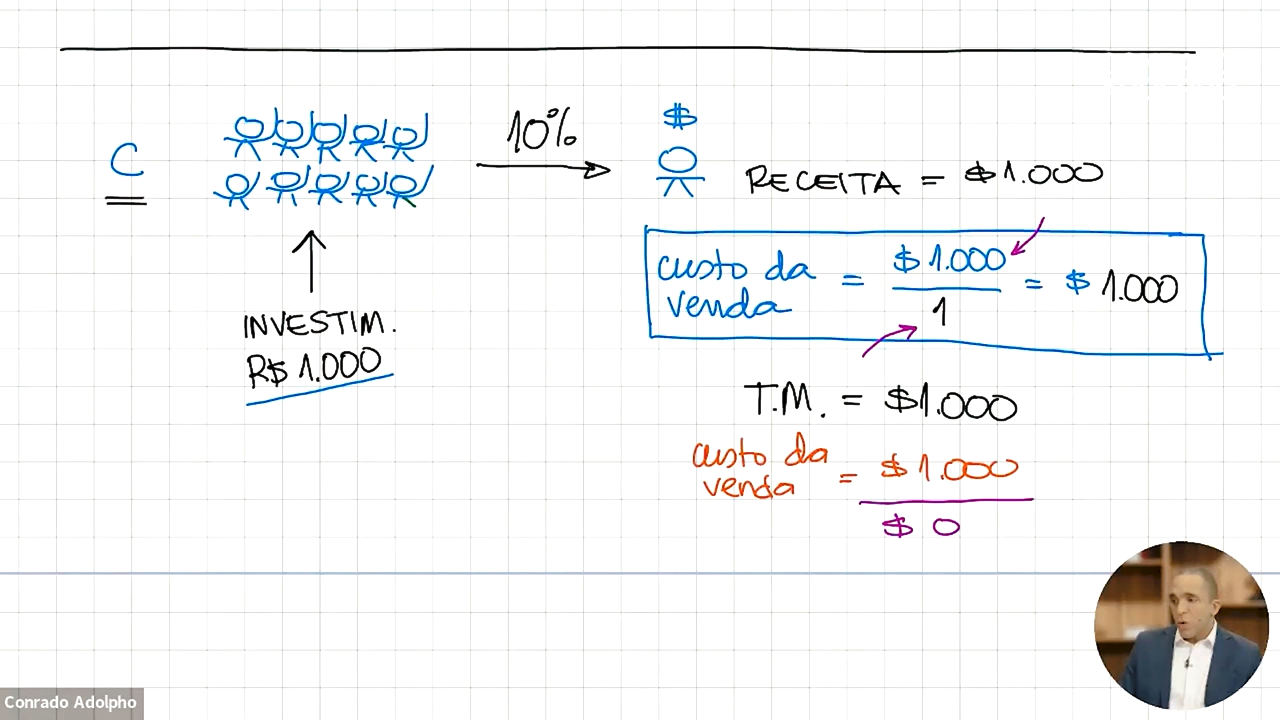 C
10%
$
RECEITA = $1.000
custo da venda = $1.000 / 1 = $ 1.000
INVESTIM.
R$ 1.000
T.M. = $1.000
custo da venda = $1.000
$ 0
Conrado Adolpho